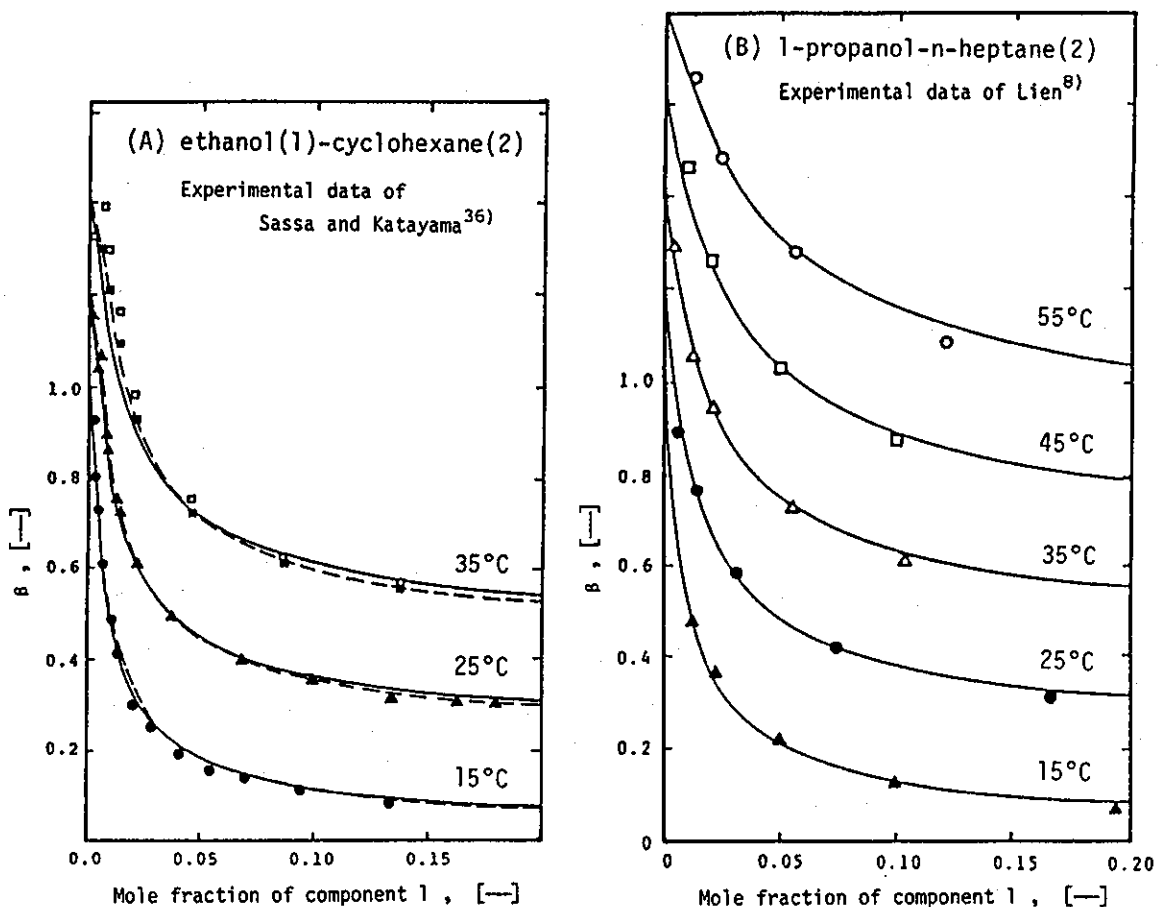 (A) ethanol(1)-cyclohexane(2)
Experimental data of
Sassa and Katayama36)
1.0
0.8
0.6
0.4
0.2
β , [—]
35°C
25°C
15°C
0.0
0.05
0.10
0.15
Mole fraction of component 1 , [—]
(B) 1-propanol-n-heptane(2)
Experimental data of Lien8)
1.0
0.8
0.6
0.4
0.2
0
β , [—]
55°C
45°C
35°C
25°C
15°C
0
0.05
0.10
0.15
0.20
Mole fraction of component 1 , [—]